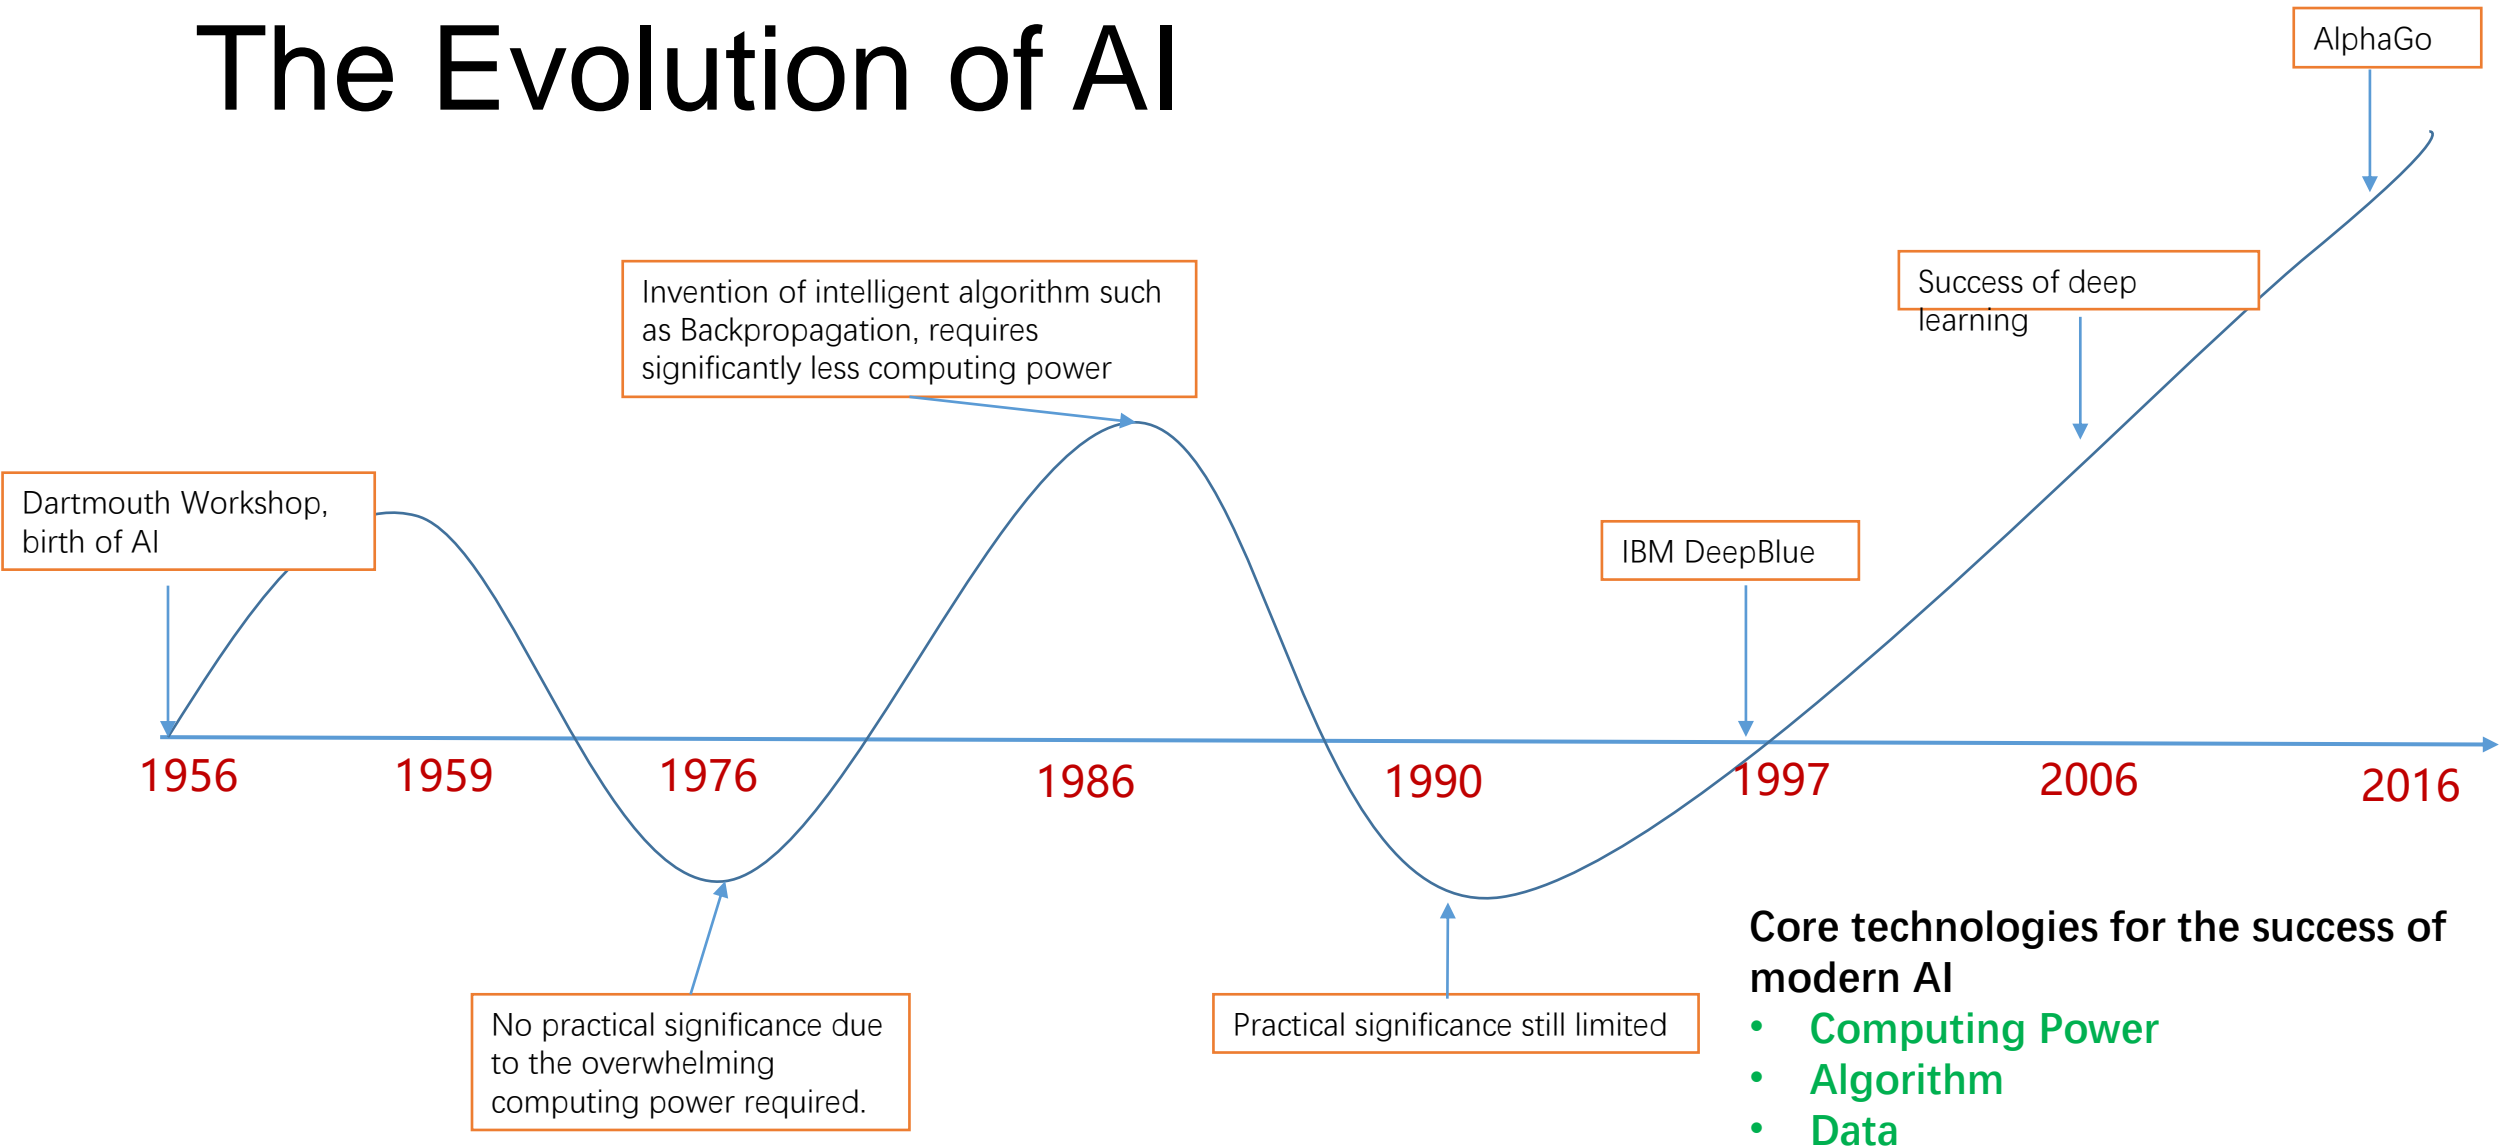 The Evolution of AI
AlphaGo
Success of deep
learning
Invention of intelligent algorithm such
as Backpropagation, requires
significantly less computing power
Dartmouth Workshop,
birth of AI
IBM DeepBlue
1956
1959
1976
1986
1990
1997
2006
2016
No practical significance due
to the overwhelming
computing power required.
Practical significance still limited
Core technologies for the success of
modern AI
• Computing Power
• Algorithm
• Data